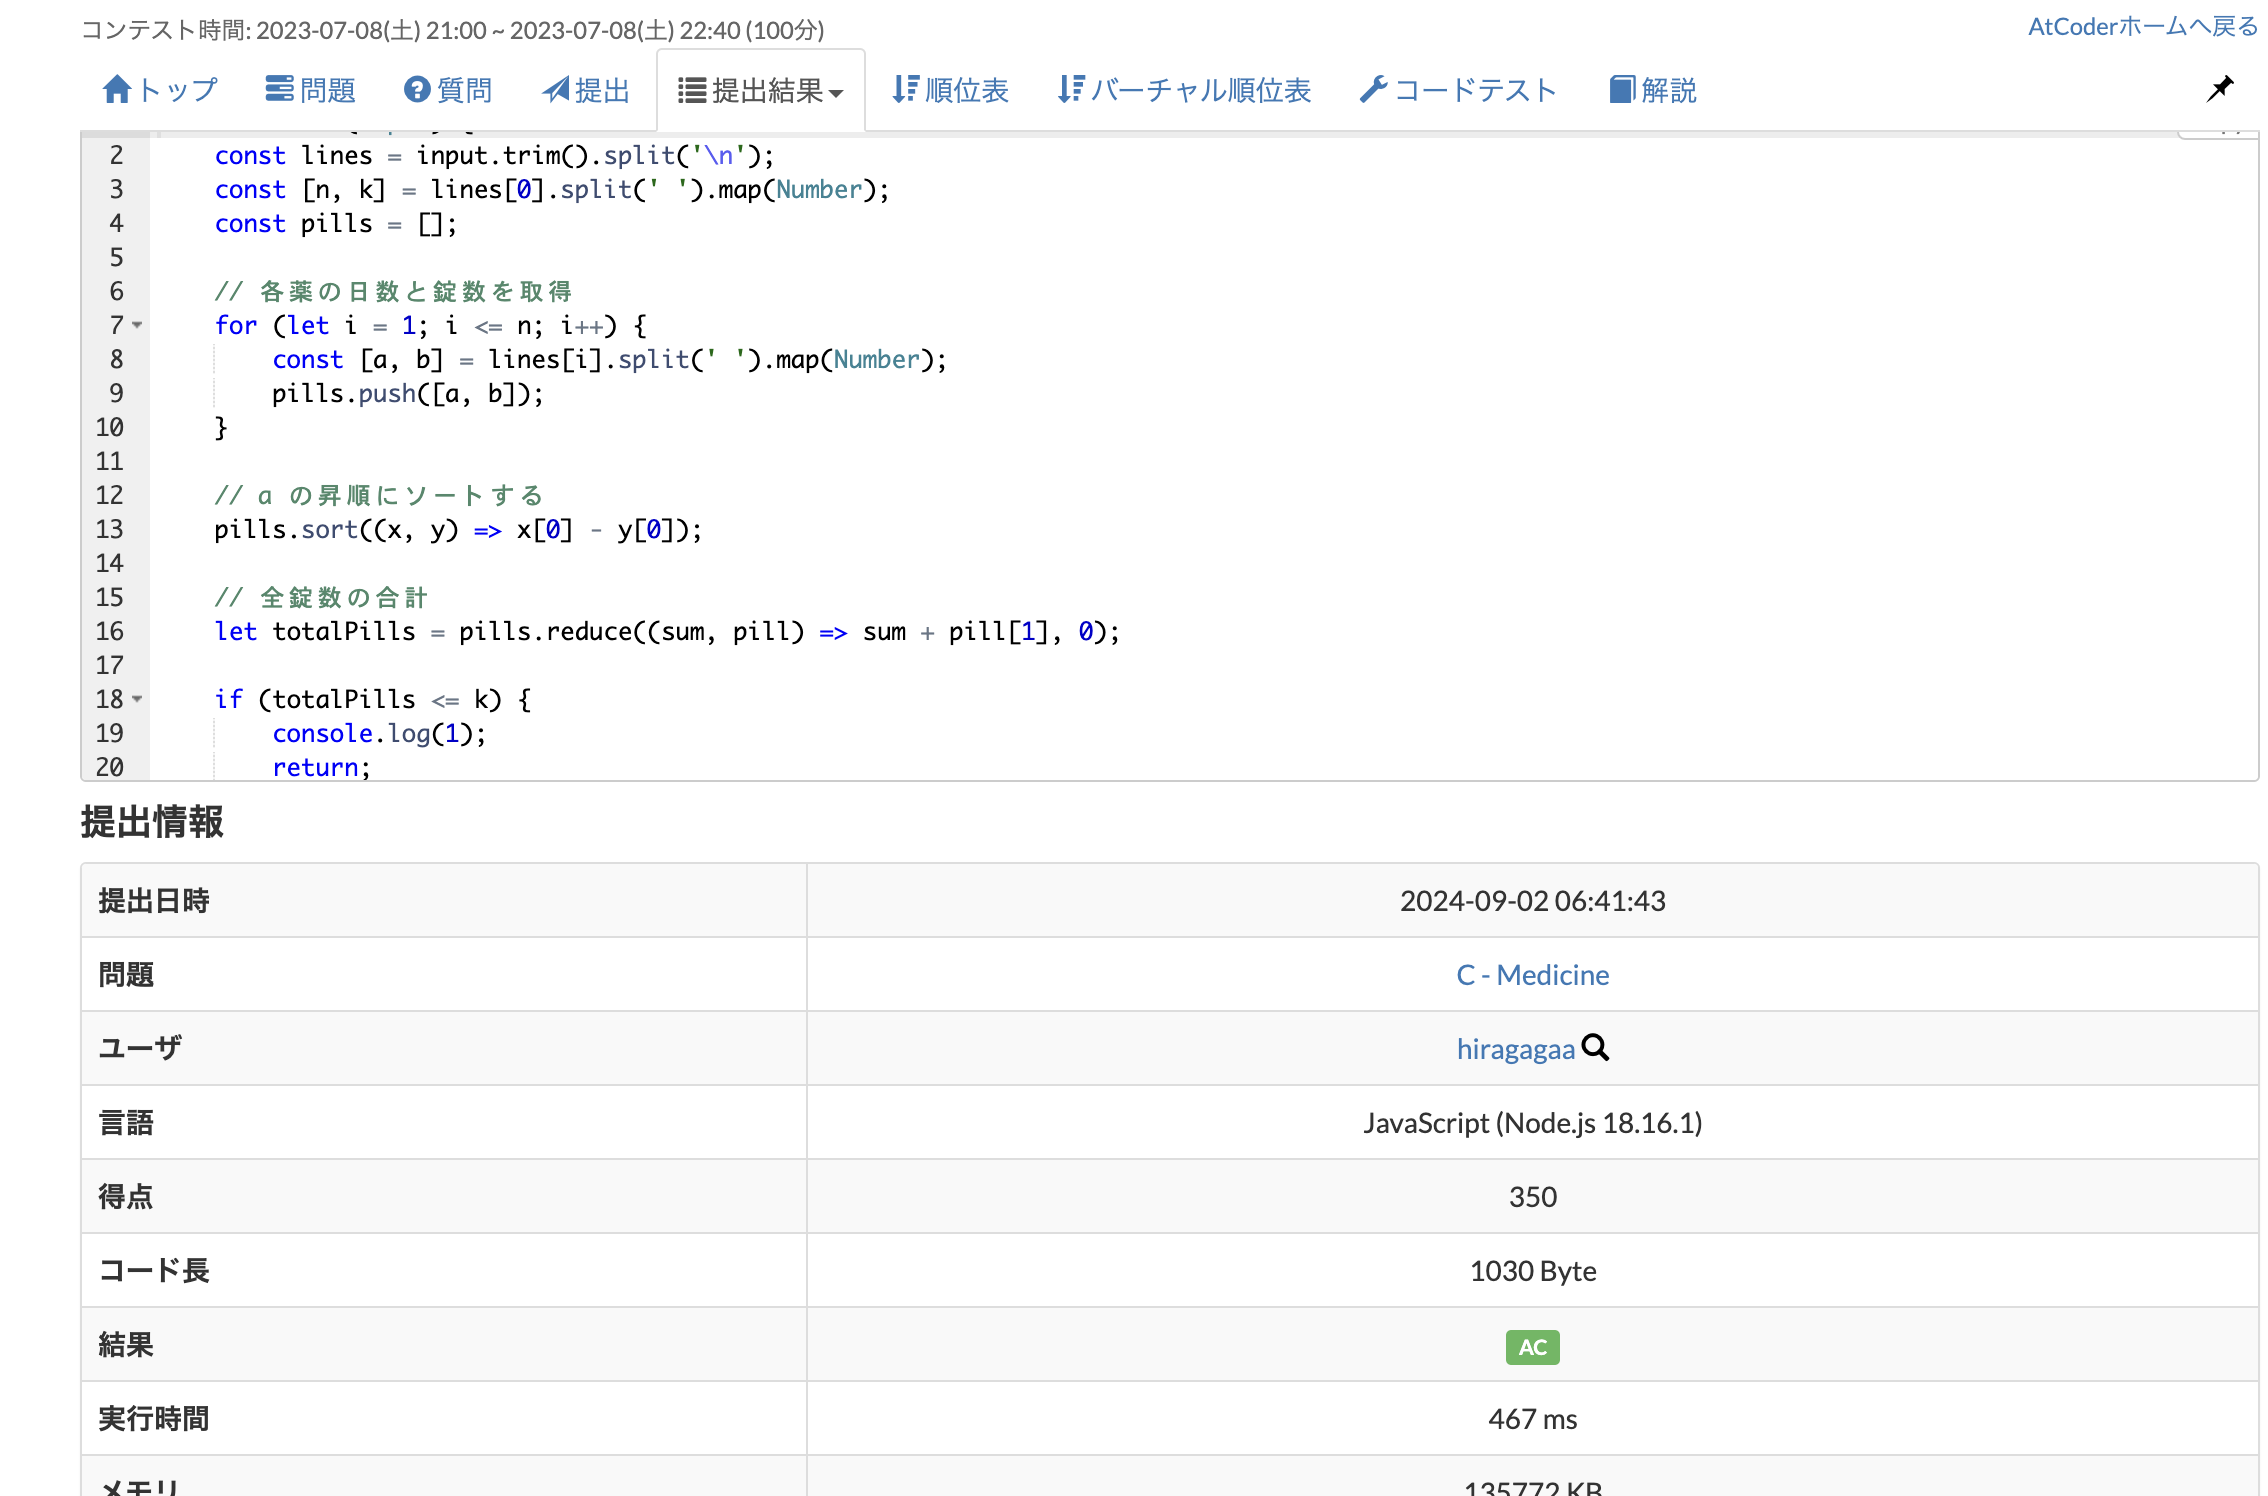 コンテスト時間: 2023-07-08(土) 21:00 ~ 2023-07-08(土) 22:40 (100分)
AtCoderホームへ戻る
トップ 問題 質問 提出 提出結果 順位表 バーチャル順位表 コードテスト 解説
2 const lines = input.trim().split('\n');
3 const [n, k] = lines[0].split(' ').map(Number);
4 const pills = [];
5
6 // 各薬の日数と錠数を取得
7 for (let i = 1; i <= n; i++) {
8 const [a, b] = lines[i].split(' ').map(Number);
9 pills.push([a, b]);
10 }
11
12 // a の昇順にソートする
13 pills.sort((x, y) => x[0] - y[0]);
14
15 // 全錠数の合計
16 let totalPills = pills.reduce((sum, pill) => sum + pill[1], 0);
17
18 if (totalPills <= k) {
19 console.log(1);
20 return;
提出情報
提出日時 2024-09-02 06:41:43
問題 C - Medicine
ユーザ hiragagaa
言語 JavaScript (Node.js 18.16.1)
得点 350
コード長 1030 Byte
結果 AC
実行時間 467 ms
メモリ 135772 KB